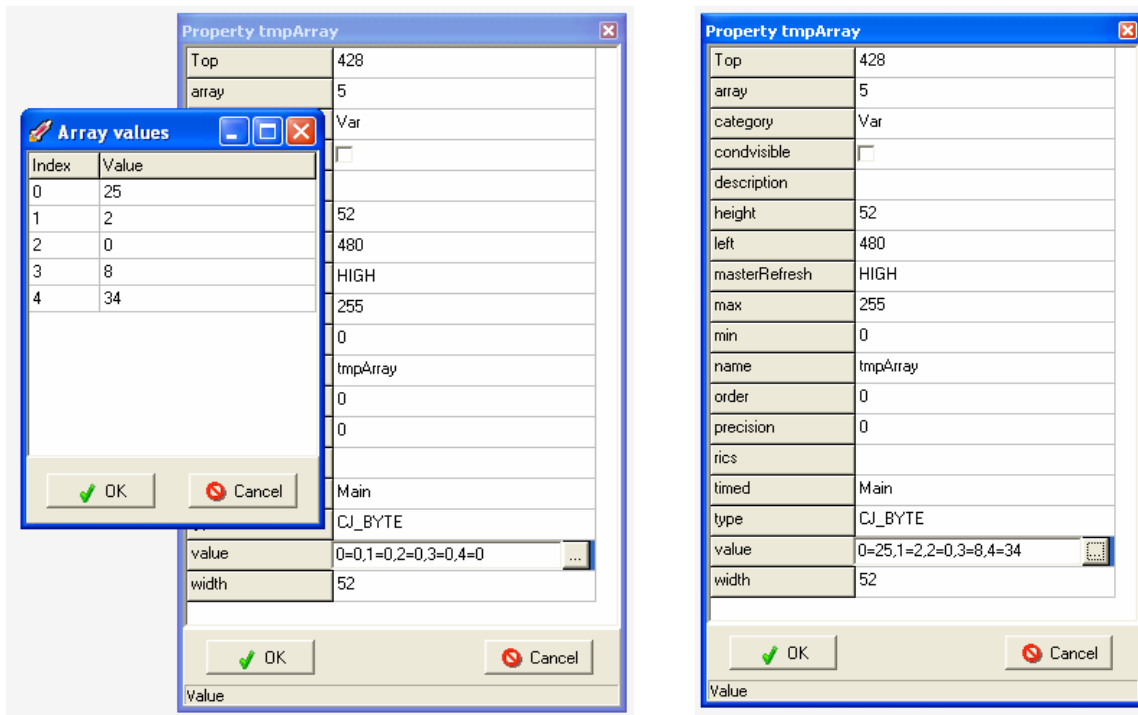 Property tmpArray
Top 428
array 5
Var
52
480
HIGH
255
0
tmpArray
0
0
Main
CJ_BYTE
value 0=0,1=0,2=0,3=0,4=0 ...
width 52
OK Cancel
Value
Array values
Index Value
0 25
1 2
2 0
3 8
4 34
OK Cancel
Property tmpArray
Top 428
array 5
category Var
condvisible
description
height 52
left 480
masterRefresh HIGH
max 255
min 0
name tmpArray
order 0
precision 0
rics
timed Main
type CJ_BYTE
value 0=25,1=2,2=0,3=8,4=34 ...
width 52
OK Cancel
Value